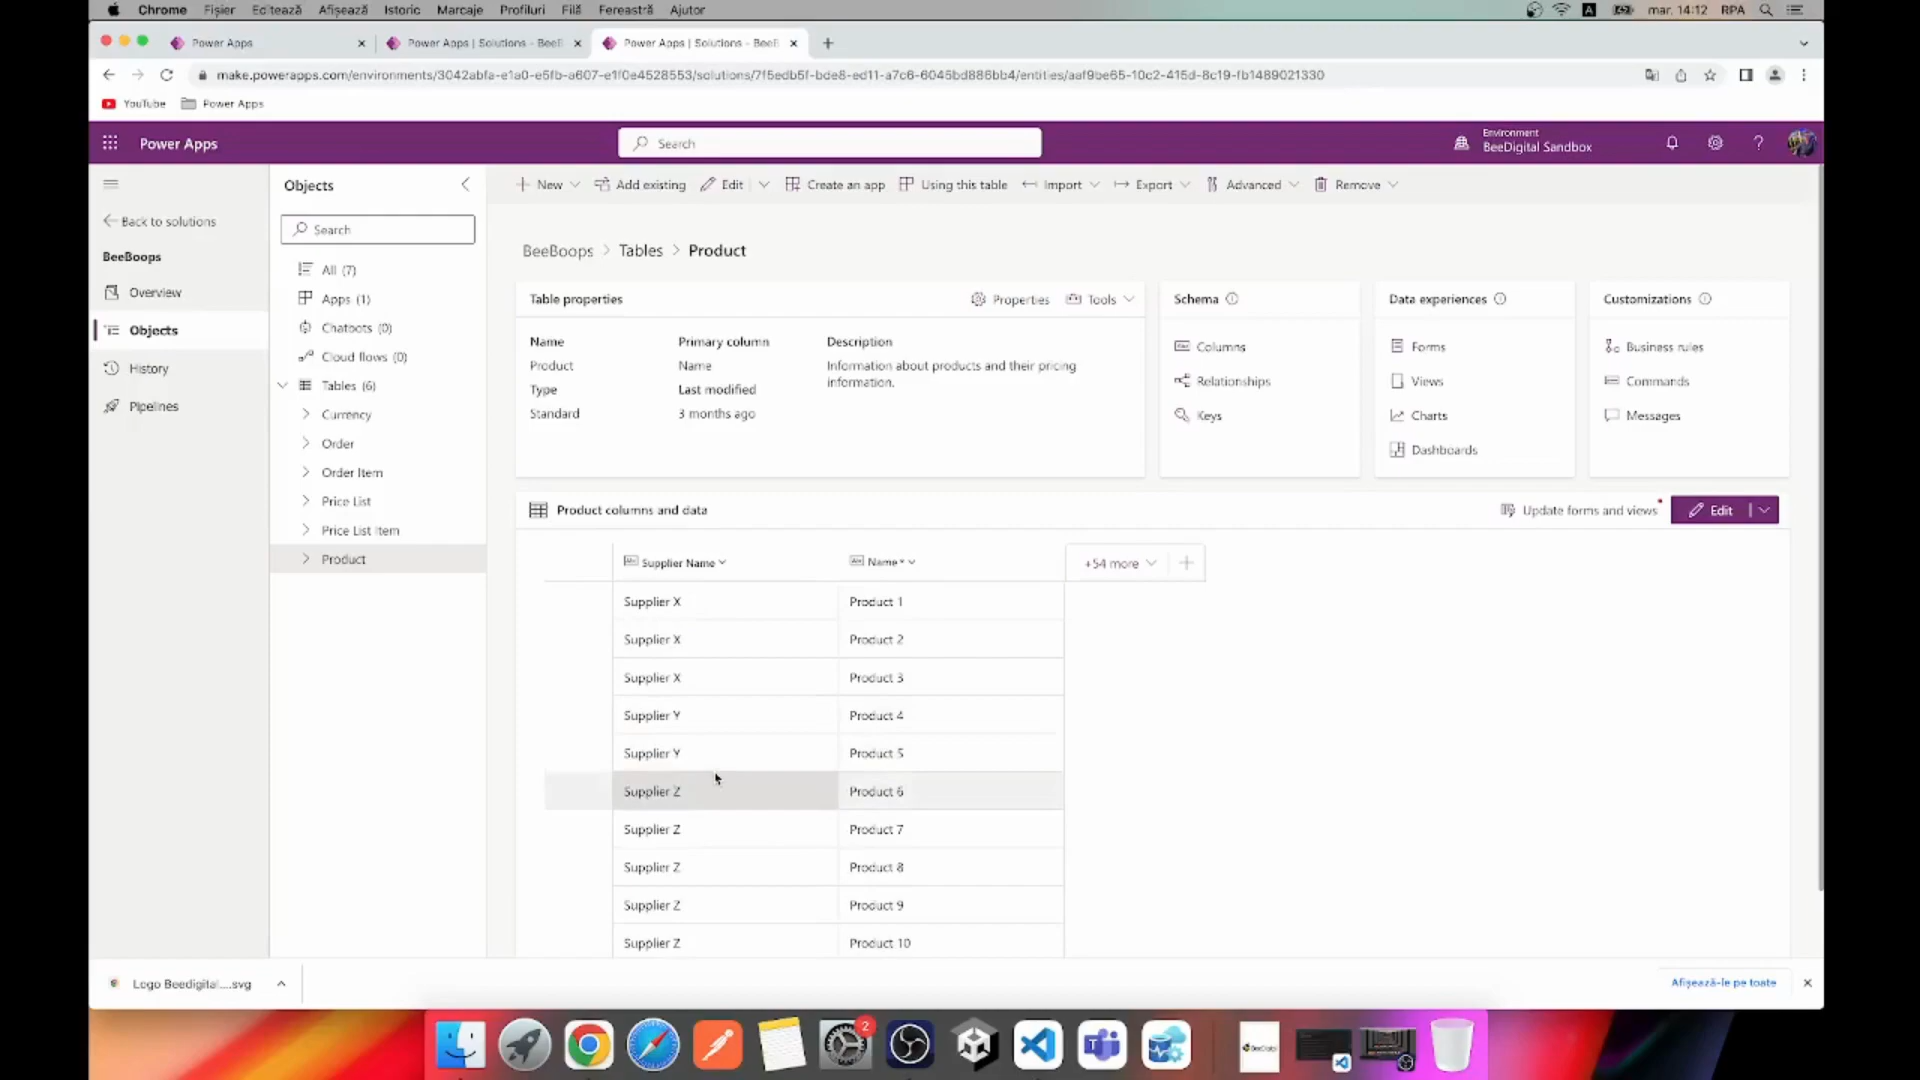 Chrome Fișier Editează Afișează Istoric Marcaje Profiluri Filă Fereastră Ajutor
A mar. 14:12 RPA
Power Apps
Power Apps | Solutions - BeeB
Power Apps | Solutions - BeeB
make.powerapps.com/environments/3042abfa-e1a0-e5fb-a607-e1f0e4528553/solutions/7f5edb5f-bde8-ed11-a7c6-6045bd886bb4/entities/aaf9be65-10c2-415d-8c19-fb1489021330
YouTube Power Apps
Power Apps
Search
Environment
BeeDigital Sandbox
?
Back to solutions
BeeBoops
Overview
Objects
History
Pipelines
Objects
Search
All (7)
Apps (1)
Chatbots (0)
Cloud flows (0)
Tables (6)
Currency
Order
Order Item
Price List
Price List Item
Product
New Add existing Edit Create an app Using this table Import Export Advanced Remove
BeeBoops > Tables > Product
Table properties Properties Tools
Name Primary column Description
Product Name Information about products and their pricing
information.
Type Last modified
Standard 3 months ago
Schema
Columns
Relationships
Keys
Data experiences
Forms
Views
Charts
Dashboards
Customizations
Business rules
Commands
Messages
Product columns and data Update forms and views Edit
Supplier Name Name * +54 more
Supplier X Product 1
Supplier X Product 2
Supplier X Product 3
Supplier Y Product 4
Supplier Y Product 5
Supplier Z Product 6
Supplier Z Product 7
Supplier Z Product 8
Supplier Z Product 9
Supplier Z Product 10
Logo Beedigital....svg
Afișează-le pe toate
2